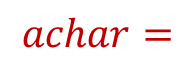 achar =